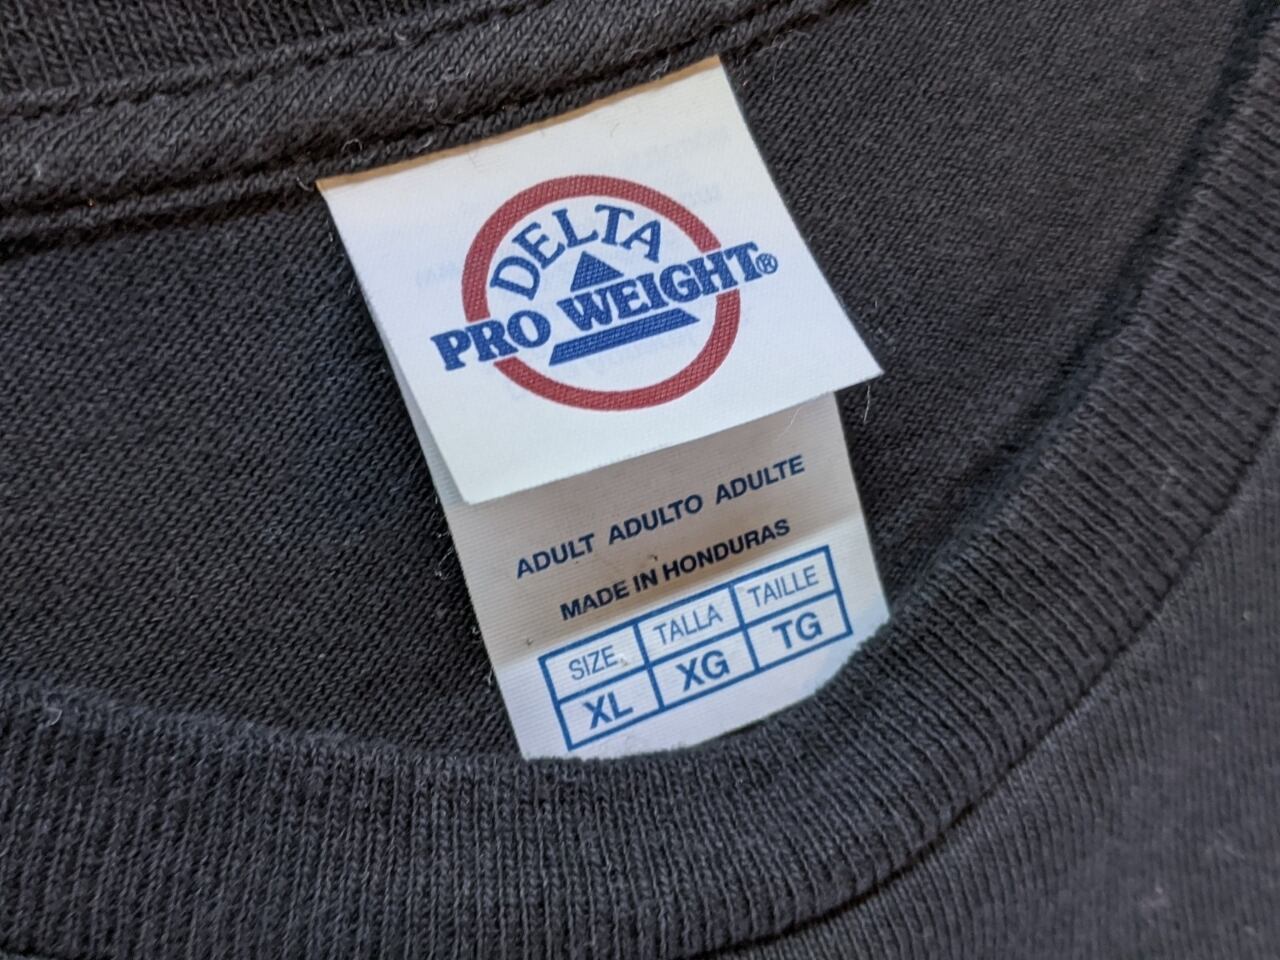 DELTA
PRO WEIGHT®
ADULT ADULTO ADULTE
MADE IN HONDURAS
SIZE TALLA TAILLE
XL XG TG